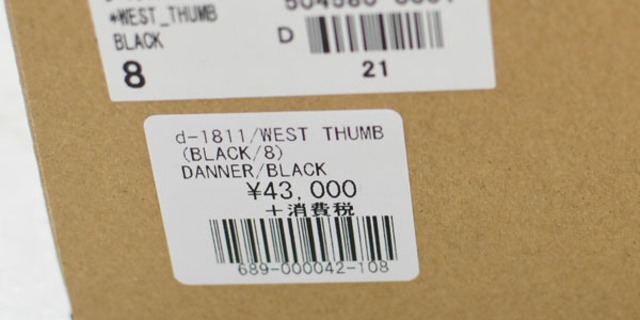 *WEST_THUMB
BLACK
8
D
21
d-1811/WEST THUMB
(BLACK/8)
DANNER/BLACK
¥43,000
+消費税
689-000042-108